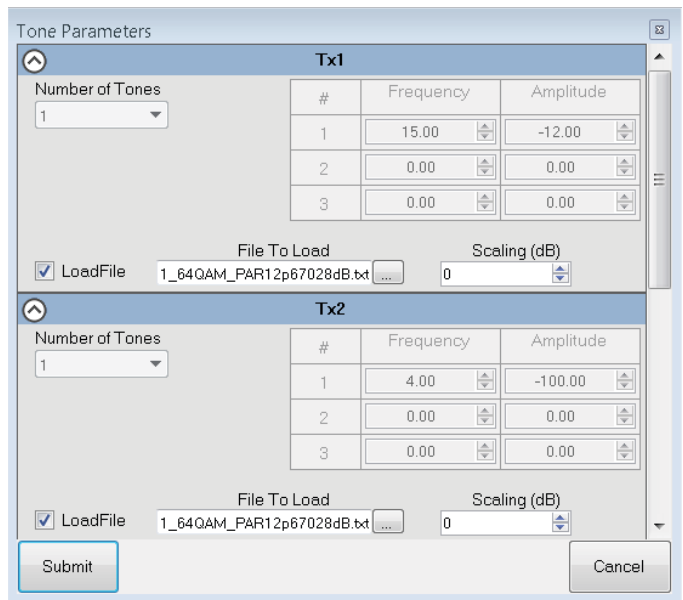 Tone Parameters
Tx1
Number of Tones
1
# Frequency Amplitude
1 15.00 -12.00
2 0.00 0.00
3 0.00 0.00
File To Load Scaling (dB)
LoadFile 1_64QAM_PAR12p67028dB.txt ... 0
Tx2
Number of Tones
1
# Frequency Amplitude
1 4.00 -100.00
2 0.00 0.00
3 0.00 0.00
File To Load Scaling (dB)
LoadFile 1_64QAM_PAR12p67028dB.txt ... 0
Submit Cancel